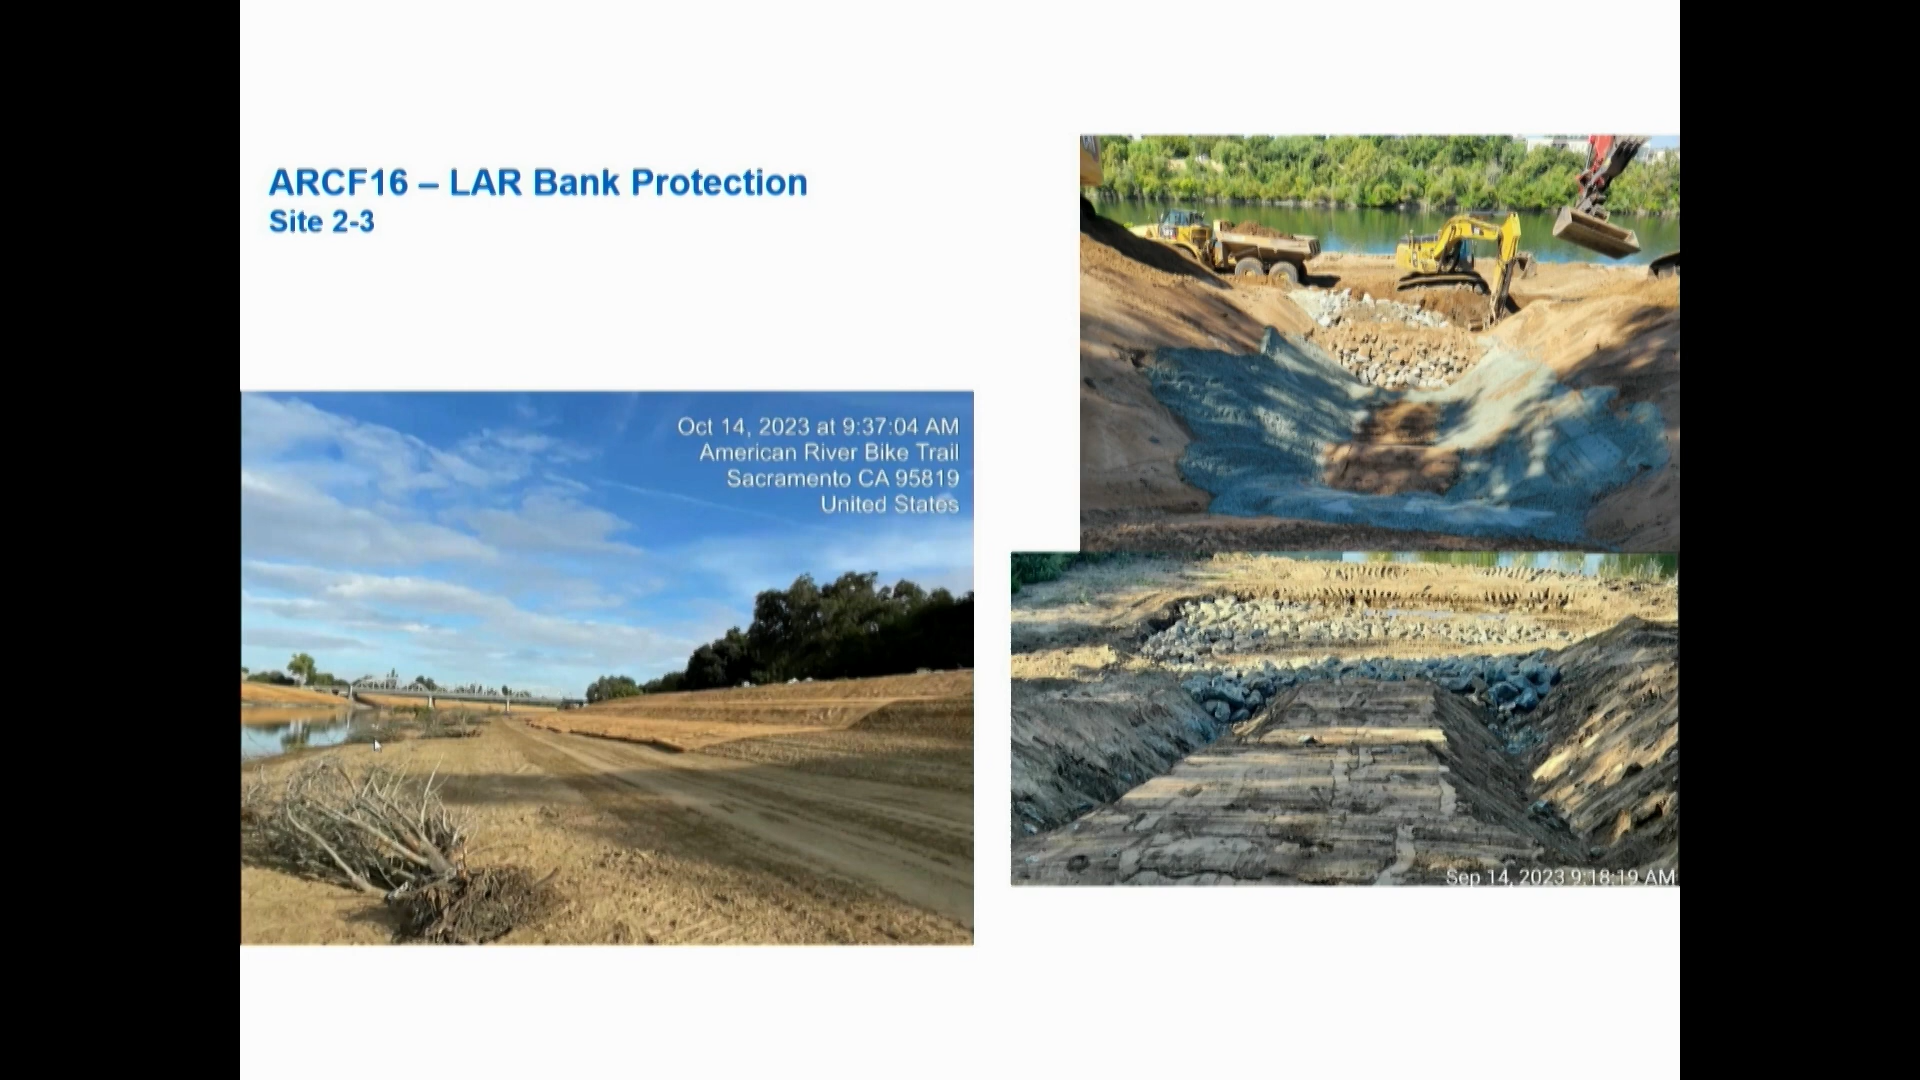 ARCF16 – LAR Bank Protection
Site 2-3
Oct 14, 2023 at 9:37:04 AM
American River Bike Trail
Sacramento CA 95819
United States
Sep 14, 2023 9:18:19 AM